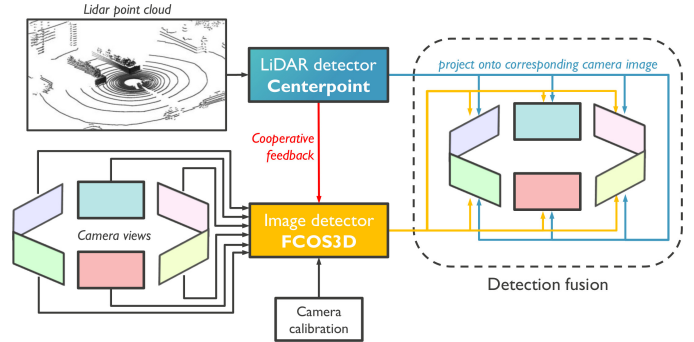 Lidar point cloud
LiDAR detector
Centerpoint
project onto corresponding camera image
Cooperative
feedback
Camera views
Image detector
FCOS3D
Camera
calibration
Detection fusion